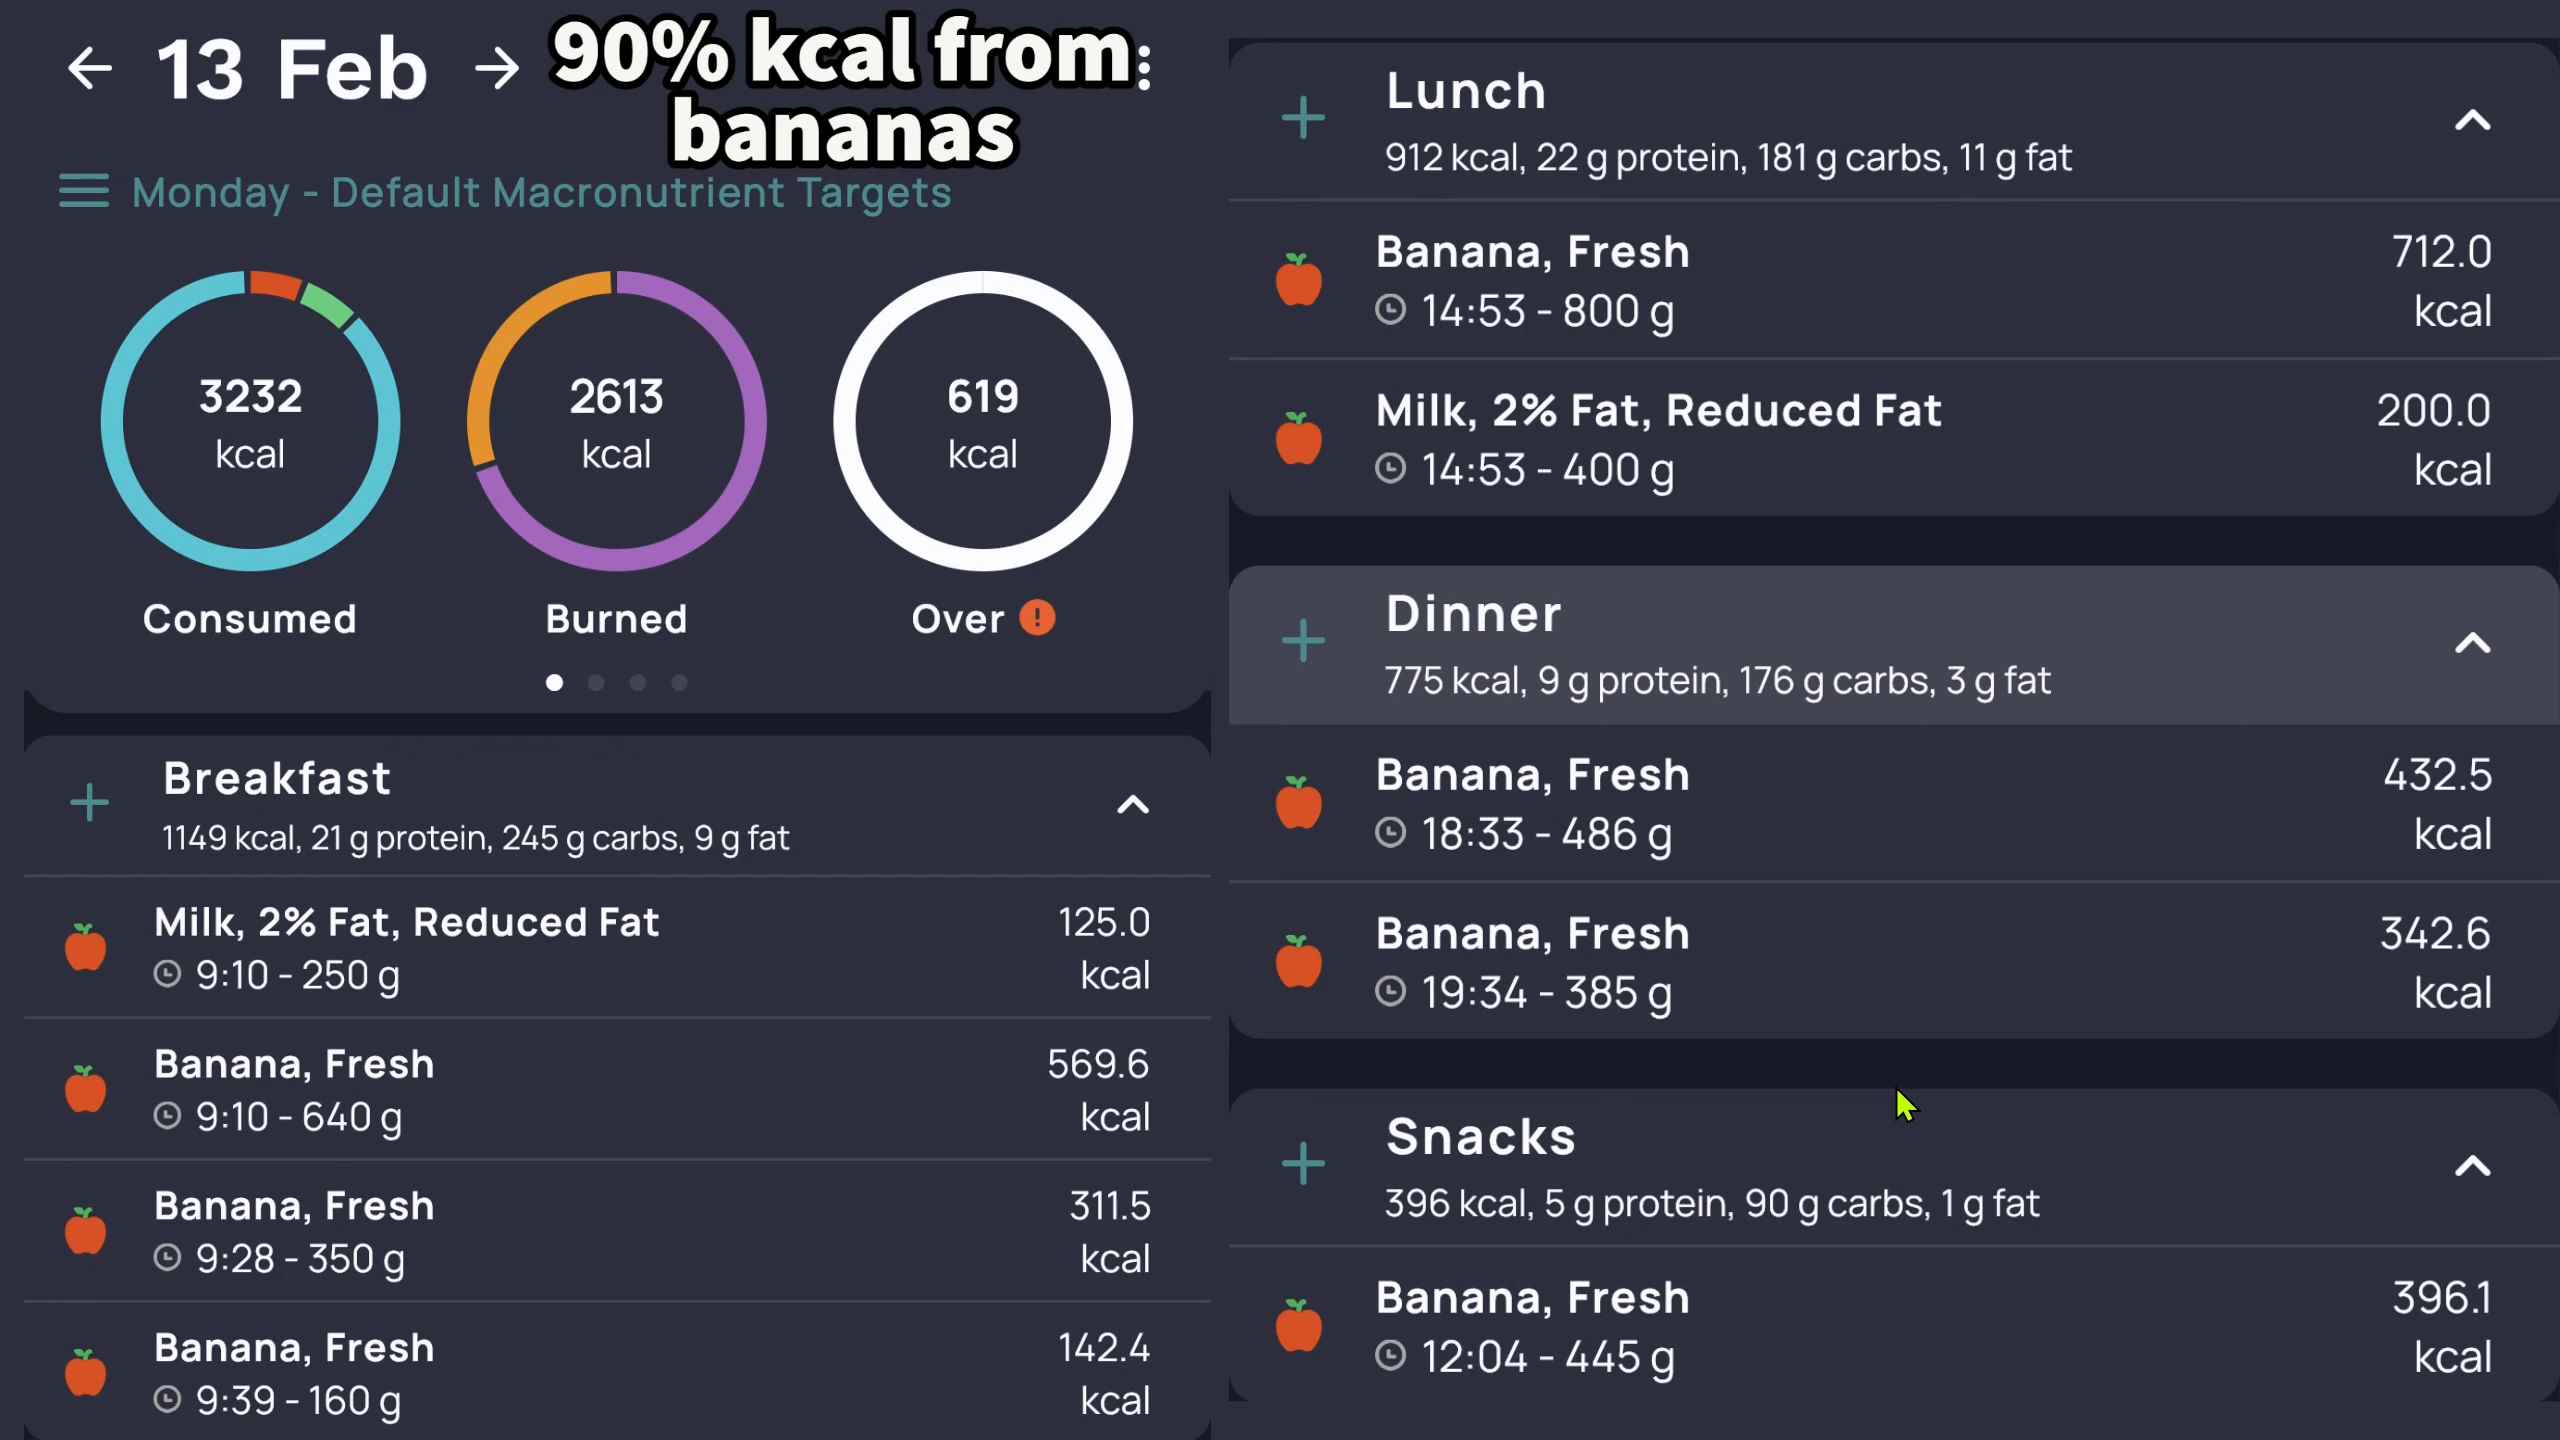 13 Feb
90% kcal from
bananas
Monday - Default Macronutrient Targets
3232
kcal
Consumed
2613
kcal
Burned
619
kcal
Over !
Breakfast
1149 kcal, 21 g protein, 245 g carbs, 9 g fat
Milk, 2% Fat, Reduced Fat
125.0
9:10 - 250 g
kcal
Banana, Fresh
569.6
9:10 - 640 g
kcal
Banana, Fresh
311.5
9:28 - 350 g
kcal
Banana, Fresh
142.4
9:39 - 160 g
kcal
Lunch
912 kcal, 22 g protein, 181 g carbs, 11 g fat
Banana, Fresh
712.0
14:53 - 800 g
kcal
Milk, 2% Fat, Reduced Fat
200.0
14:53 - 400 g
kcal
Dinner
775 kcal, 9 g protein, 176 g carbs, 3 g fat
Banana, Fresh
432.5
18:33 - 486 g
kcal
Banana, Fresh
342.6
19:34 - 385 g
kcal
Snacks
396 kcal, 5 g protein, 90 g carbs, 1 g fat
Banana, Fresh
396.1
12:04 - 445 g
kcal